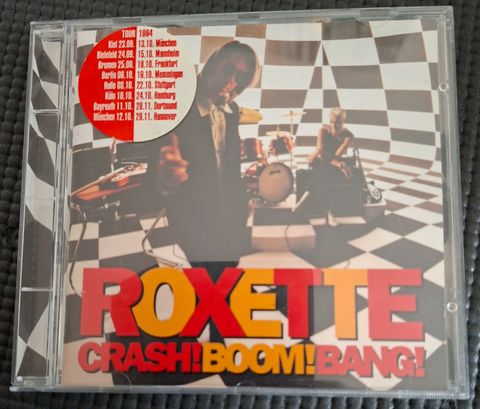 TOUR 1994
Kiel 23.09. 13.10. München
Bielefeld 24.09. 15.10. Mannheim
Bremen 25.09. 18.10. Frankfurt
Berlin 06.10. 19.10. Memmingen
Halle 08.10. 22.10. Stuttgart
Köln 10.10. 24.10. Hamburg
Bayreuth 11.10. 28.11. Dortmund
München 12.10. 29.11. Hannover
ROXETTE
CRASH! BOOM! BANG!